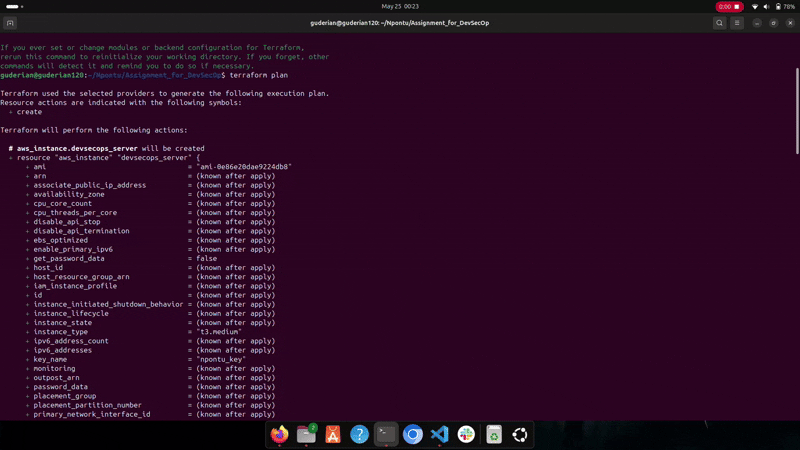 May 25 00:23
0:00
78%
guderian@guderian120: ~/Npontu/Assignment_for_DevSecOp
If you ever set or change modules or backend configuration for Terraform,
rerun this command to reinitialize your working directory. If you forget, other
commands will detect it and remind you to do so if necessary.
guderian@guderian120:~/Npontu/Assignment_for_DevSecOp$ terraform plan
Terraform used the selected providers to generate the following execution plan.
Resource actions are indicated with the following symbols:
+ create
Terraform will perform the following actions:
# aws_instance.devsecops_server will be created
+ resource "aws_instance" "devsecops_server" {
+ ami = "ami-0e86e20dae9224db8"
+ arn = (known after apply)
+ associate_public_ip_address = (known after apply)
+ availability_zone = (known after apply)
+ cpu_core_count = (known after apply)
+ cpu_threads_per_core = (known after apply)
+ disable_api_stop = (known after apply)
+ disable_api_termination = (known after apply)
+ ebs_optimized = (known after apply)
+ enable_primary_ipv6 = (known after apply)
+ get_password_data = false
+ host_id = (known after apply)
+ host_resource_group_arn = (known after apply)
+ iam_instance_profile = (known after apply)
+ id = (known after apply)
+ instance_initiated_shutdown_behavior = (known after apply)
+ instance_lifecycle = (known after apply)
+ instance_state = (known after apply)
+ instance_type = "t3.medium"
+ ipv6_address_count = (known after apply)
+ ipv6_addresses = (known after apply)
+ key_name = "npontu_key"
+ monitoring = (known after apply)
+ outpost_arn = (known after apply)
+ password_data = (known after apply)
+ placement_group = (known after apply)
+ placement_partition_number = (known after apply)
+ primary_network_interface_id = (known after apply)
2